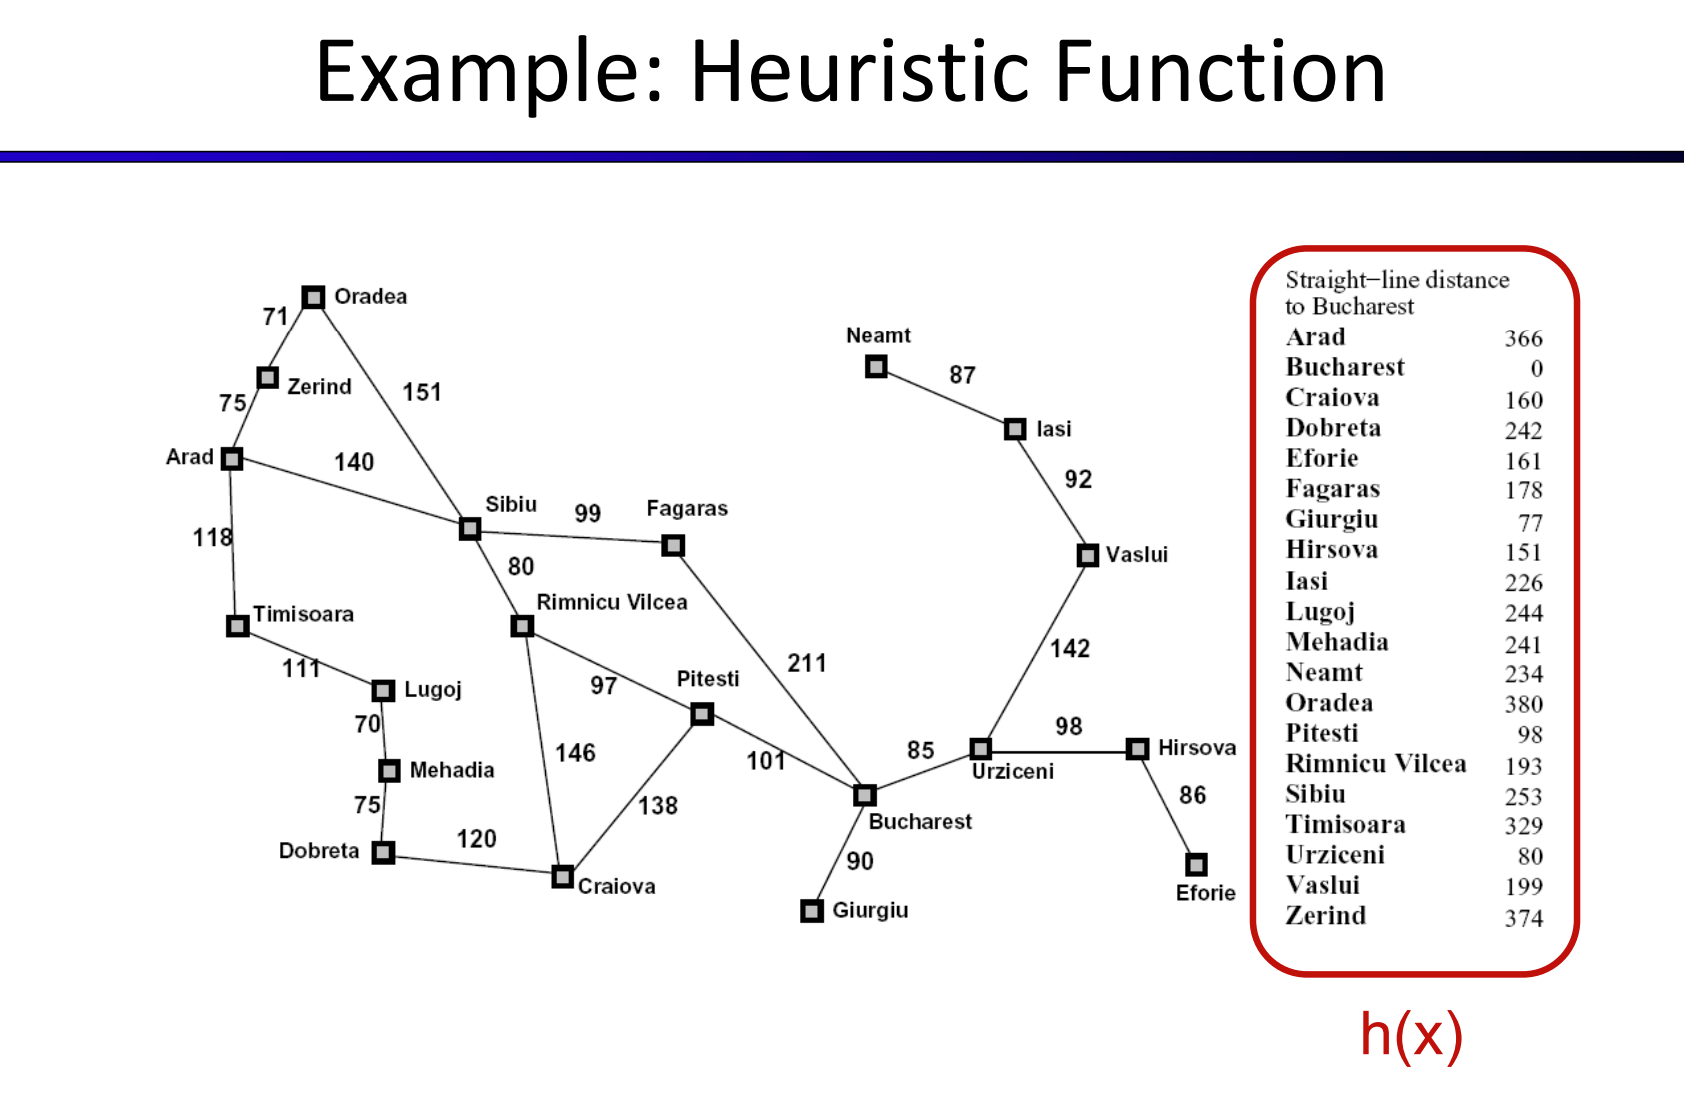 Example: Heuristic Function
Oradea
71
Neamt
Zerind
87
75
151
Iasi
Arad
140
92
Sibiu
99
Fagaras
118
80
Vaslui
Rimnicu Vilcea
Timisoara
142
111
211
97
Pitesti
Lugoj
70
98
Hirsova
146
101
85
Mehadia
Urziceni
75
138
86
120
Bucharest
Dobreta
90
Craiova
Eforie
Giurgiu
Straight−line distance
to Bucharest
Arad 366
Bucharest 0
Craiova 160
Dobreta 242
Eforie 161
Fagaras 178
Giurgiu 77
Hirsova 151
Iasi 226
Lugoj 244
Mehadia 241
Neamt 234
Oradea 380
Pitesti 98
Rimnicu Vilcea 193
Sibiu 253
Timisoara 329
Urziceni 80
Vaslui 199
Zerind 374
h(x)